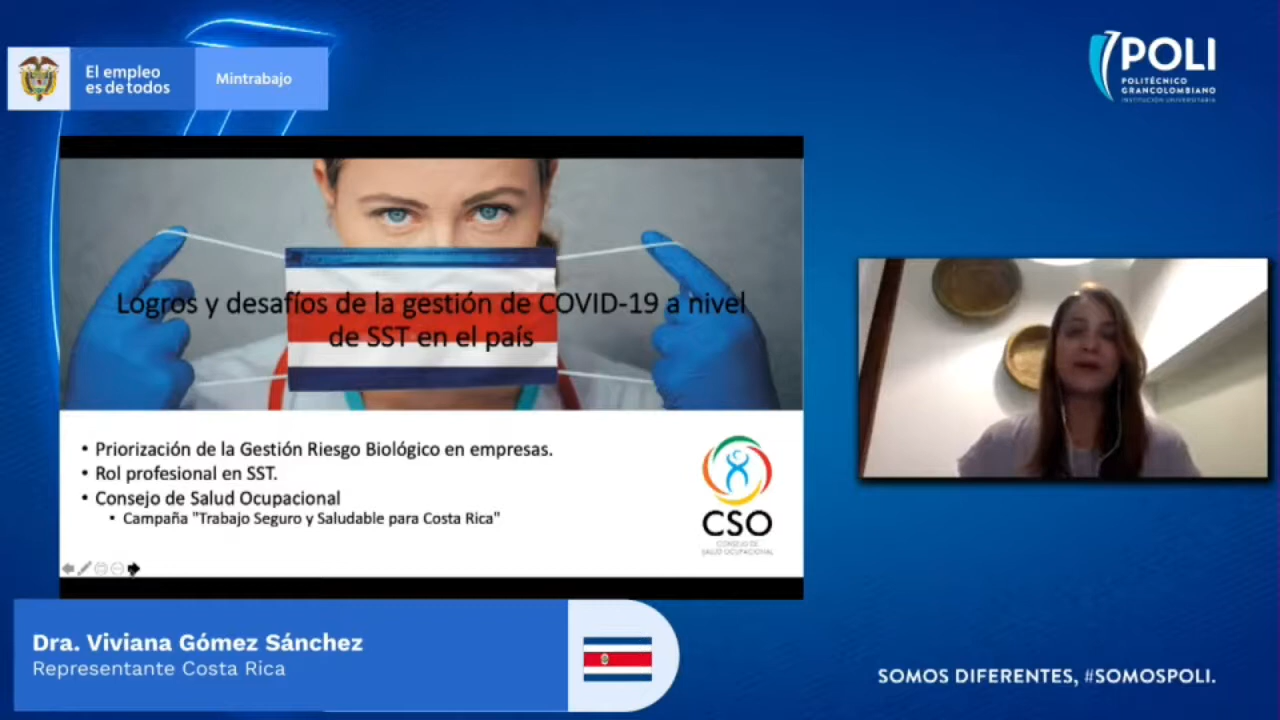 El empleo
es de todos
Mintrabajo
POLI
POLITÉCNICO
GRANCOLOMBIANO
INSTITUCIÓN UNIVERSITARIA
Logros y desafíos de la gestión de COVID-19 a nivel
de SST en el país
• Priorización de la Gestión Riesgo Biológico en empresas.
• Rol profesional en SST.
• Consejo de Salud Ocupacional
• Campaña "Trabajo Seguro y Saludable para Costa Rica"
CSO
CONSEJO DE
SALUD OCUPACIONAL
Dra. Viviana Gómez Sánchez
Representante Costa Rica
SOMOS DIFERENTES, #SOMOSPOLI.